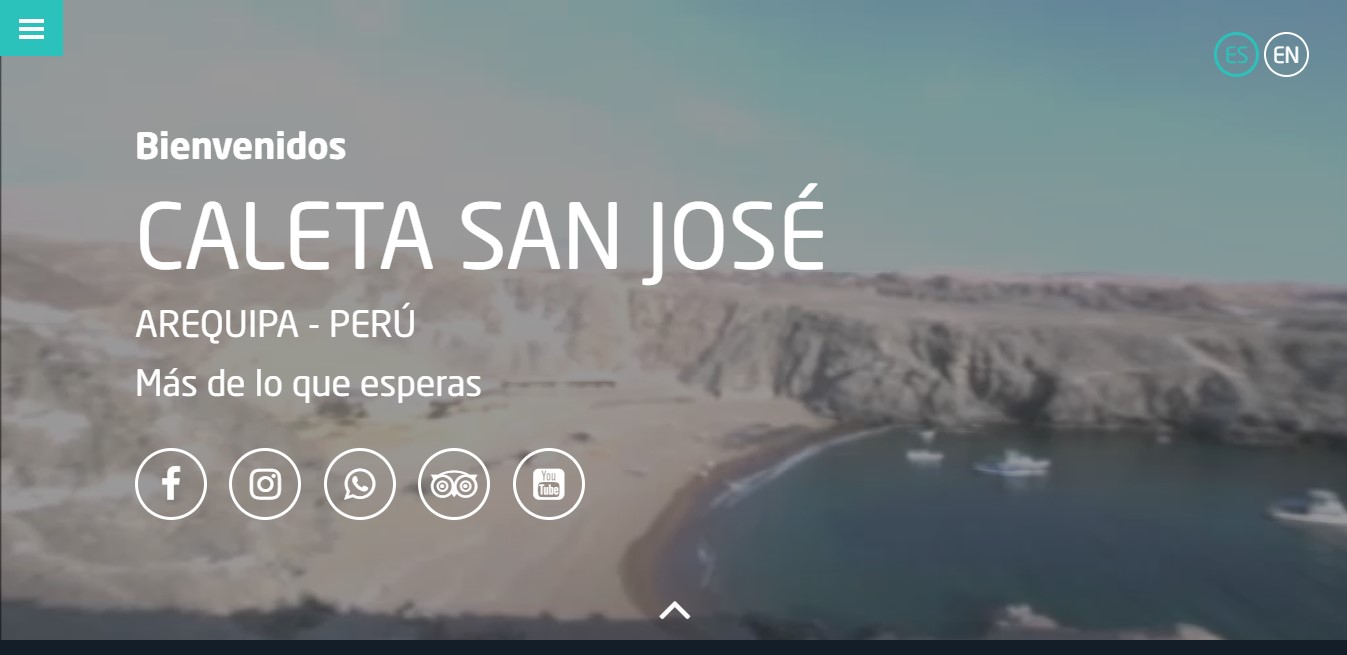 ES EN
Bienvenidos
CALETA SAN JOSÉ
AREQUIPA - PERÚ
Más de lo que esperas
You
Tube